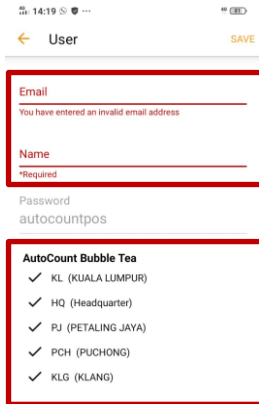 14:19
← User SAVE
Email
You have entered an invalid email address
Name
*Required
Password
autocountpos
AutoCount Bubble Tea
✓ KL (KUALA LUMPUR)
✓ HQ (Headquarter)
✓ PJ (PETALING JAYA)
✓ PCH (PUCHONG)
✓ KLG (KLANG)